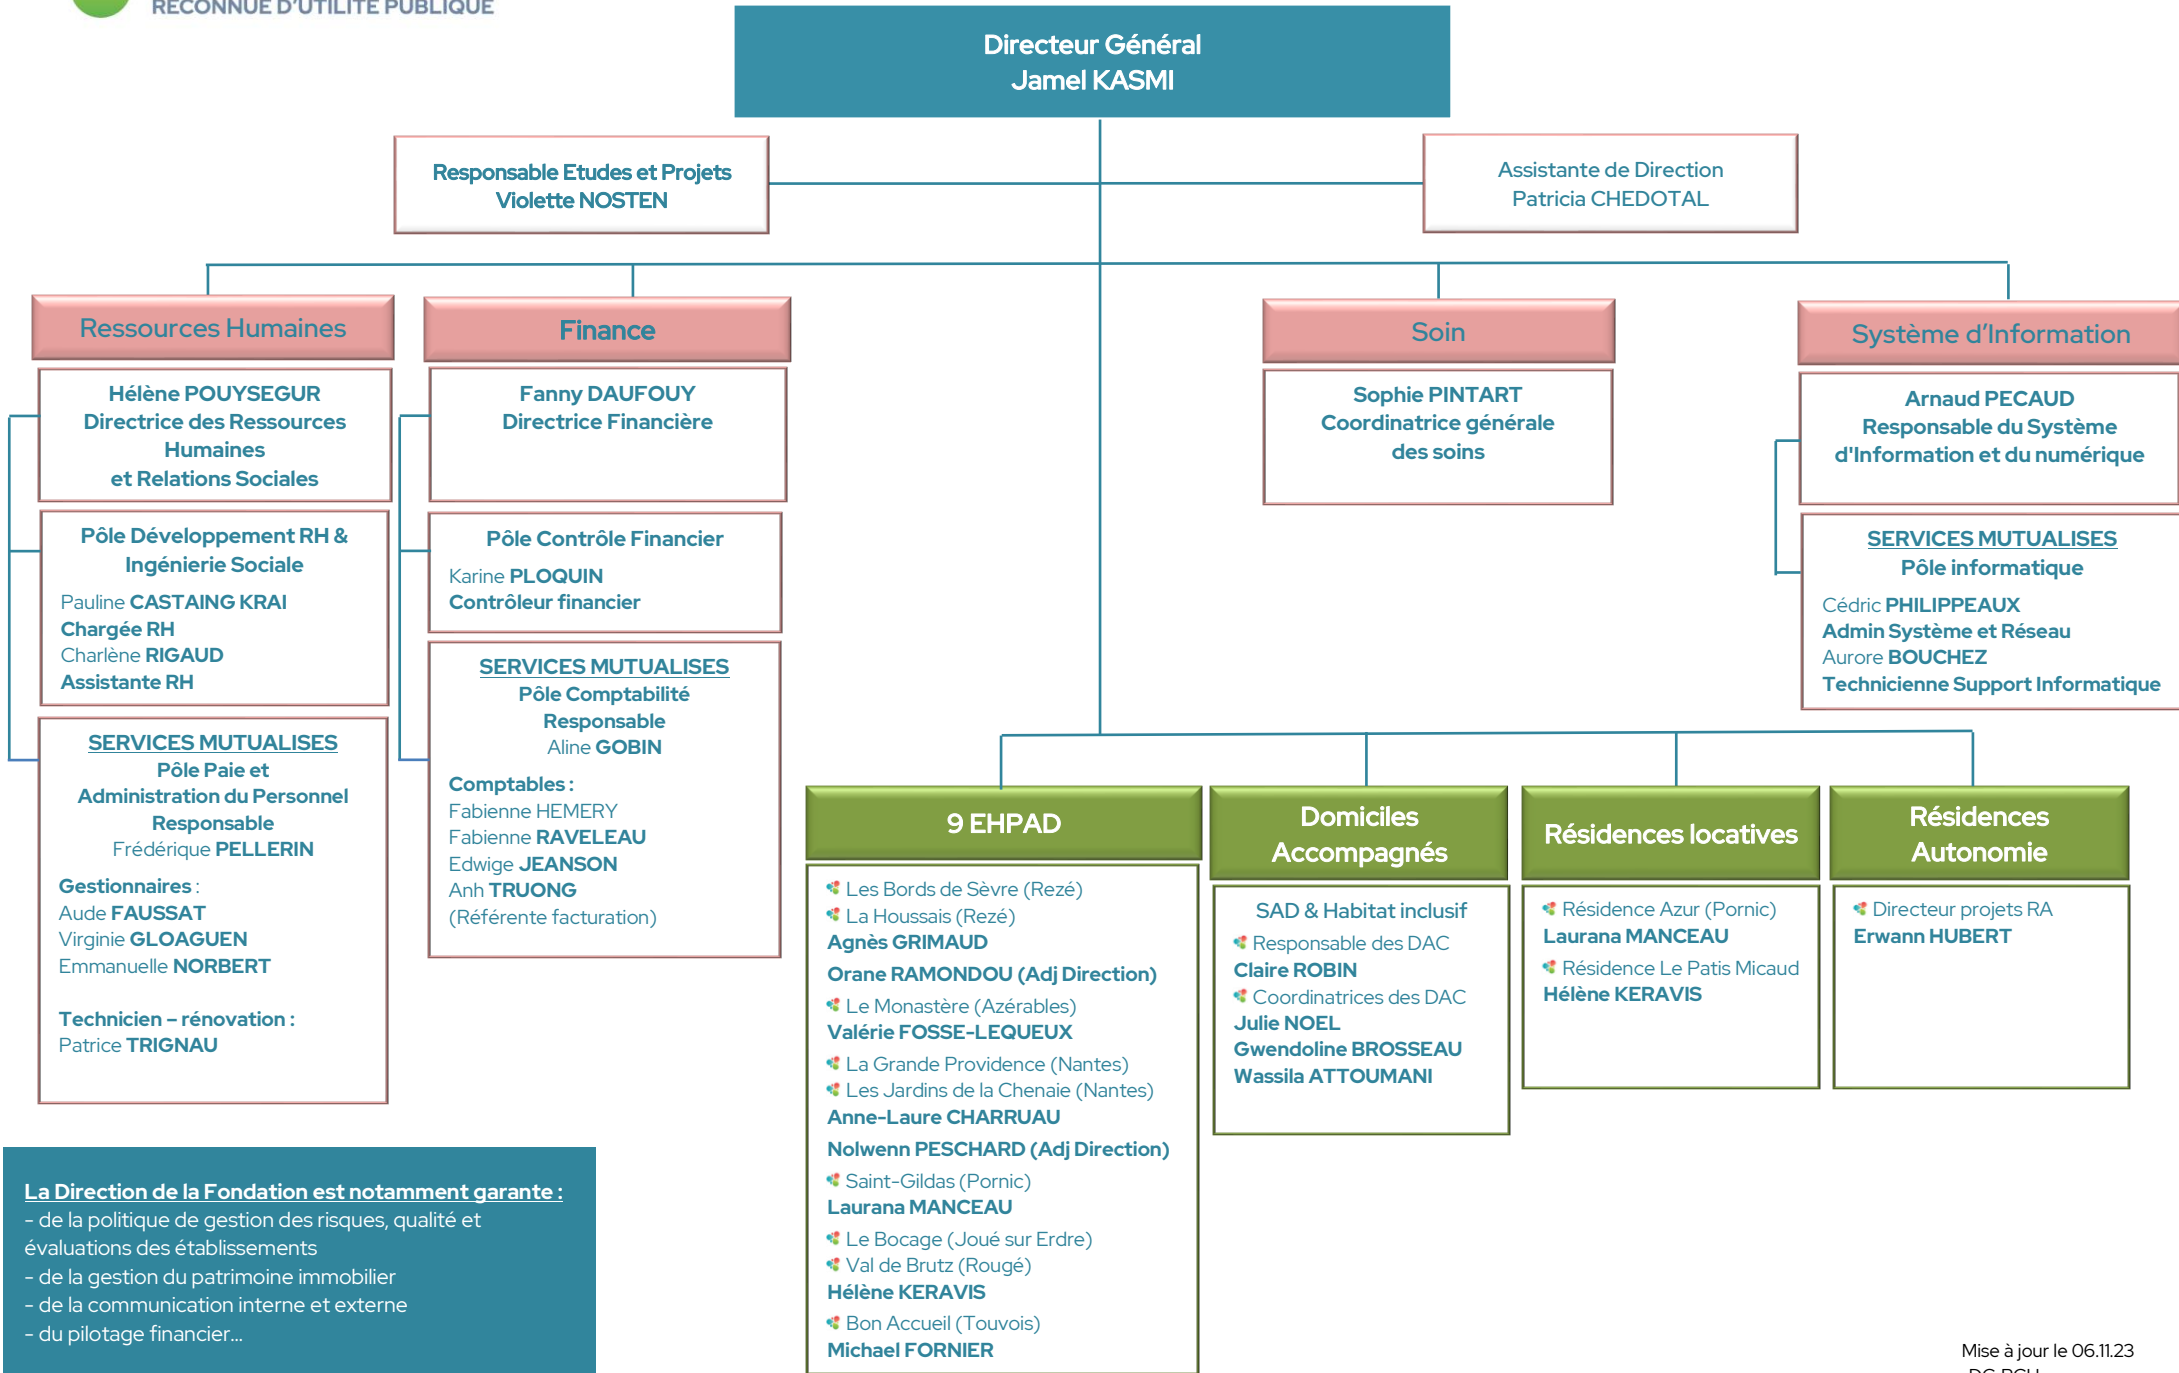 RECONNUE D'UTILITE PUBLIQUE
Directeur Général
Jamel KASMI
Responsable Etudes et Projets
Violette NOSTEN
Assistante de Direction
Patricia CHEDOTAL
Ressources Humaines
Hélène POUYSEGUR
Directrice des Ressources
Humaines
et Relations Sociales
Pôle Développement RH &
Ingénierie Sociale
Pauline CASTAING KRAI
Chargée RH
Charlène RIGAUD
Assistante RH
SERVICES MUTUALISES
Pôle Paie et
Administration du Personnel
Responsable
Frédérique PELLERIN
Gestionnaires :
Aude FAUSSAT
Virginie GLOAGUEN
Emmanuelle NORBERT
Technicien – rénovation :
Patrice TRIGNAU
Finance
Fanny DAUFOUY
Directrice Financière
Pôle Contrôle Financier
Karine PLOQUIN
Contrôleur financier
SERVICES MUTUALISES
Pôle Comptabilité
Responsable
Aline GOBIN
Comptables :
Fabienne HEMERY
Fabienne RAVELEAU
Edwige JEANSON
Anh TRUONG
(Référente facturation)
Soin
Sophie PINTART
Coordinatrice générale
des soins
Système d'Information
Arnaud PECAUD
Responsable du Système
d'Information et du numérique
SERVICES MUTUALISES
Pôle informatique
Cédric PHILIPPEAUX
Admin Système et Réseau
Aurore BOUCHEZ
Technicienne Support Informatique
9 EHPAD
Les Bords de Sèvre (Rezé)
La Houssais (Rezé)
Agnès GRIMAUD
Orane RAMONDOU (Adj Direction)
Le Monastère (Azérables)
Valérie FOSSE-LEQUEUX
La Grande Providence (Nantes)
Les Jardins de la Chenaie (Nantes)
Anne-Laure CHARRUAU
Nolwenn PESCHARD (Adj Direction)
Saint-Gildas (Pornic)
Laurana MANCEAU
Le Bocage (Joué sur Erdre)
Val de Brutz (Rougé)
Hélène KERAVIS
Bon Accueil (Touvois)
Michael FORNIER
Domiciles
Accompagnés
SAD & Habitat inclusif
Responsable des DAC
Claire ROBIN
Coordinatrices des DAC
Julie NOEL
Gwendoline BROSSEAU
Wassila ATTOUMANI
Résidences locatives
Résidence Azur (Pornic)
Laurana MANCEAU
Résidence Le Patis Micaud
Hélène KERAVIS
Résidences
Autonomie
Directeur projets RA
Erwann HUBERT
La Direction de la Fondation est notamment garante :
- de la politique de gestion des risques, qualité et
évaluations des établissements
- de la gestion du patrimoine immobilier
- de la communication interne et externe
- du pilotage financier…
Mise à jour le 06.11.23